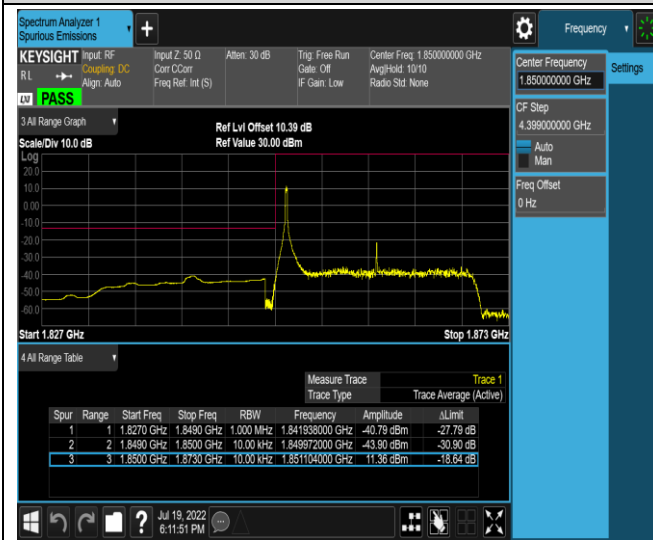 Spectrum Analyzer 1
Spurious Emissions
Frequency
KEYSIGHT Input: RF Input Z: 50 Ω Atten: 30 dB Trig: Free Run Center Freq: 1.850000000 GHz
RL Coupling: DC Corr CCorr Gate: Off Avg|Hold: 10/10
Align: Auto Freq Ref: Int (S) IF Gain: Low Radio Std: None
LXI PASS
Center Frequency
1.850000000 GHz
Settings
CF Step
4.399000000 GHz
Auto
Man
Freq Offset
0 Hz
3 All Range Graph
Ref Lvl Offset 10.39 dB
Scale/Div 10.0 dB Ref Value 30.00 dBm
Log
20.0
10.0
0.00
-10.0
-20.0
-30.0
-40.0
-50.0
-60.0
Start 1.827 GHz Stop 1.873 GHz
4 All Range Table
Measure Trace Trace 1
Trace Type Trace Average (Active)
Spur Range Start Freq Stop Freq RBW Frequency Amplitude ΔLimit
1 1 1.8270 GHz 1.8490 GHz 1.000 MHz 1.841938000 GHz -40.79 dBm -27.79 dB
2 2 1.8490 GHz 1.8500 GHz 10.00 kHz 1.849972000 GHz -43.90 dBm -30.90 dB
3 3 1.8500 GHz 1.8730 GHz 10.00 kHz 1.851104000 GHz 11.36 dBm -18.64 dB
Jul 19, 2022
6:11:51 PM